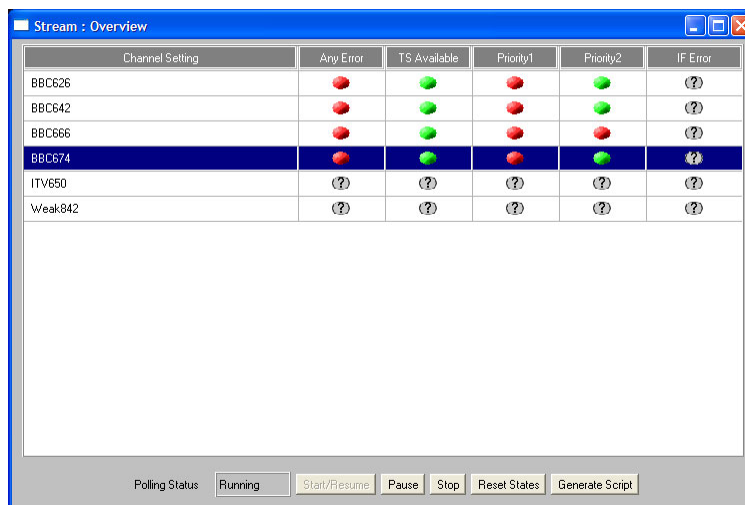 Stream : Overview
Channel Setting Any Error TS Available Priority1 Priority2 IF Error
BBC626 (?)
BBC642 (?)
BBC666 (?)
BBC674 (?)
ITV650 (?) (?) (?) (?) (?)
Weak842 (?) (?) (?) (?) (?)
Polling Status Running Start/Resume Pause Stop Reset States Generate Script